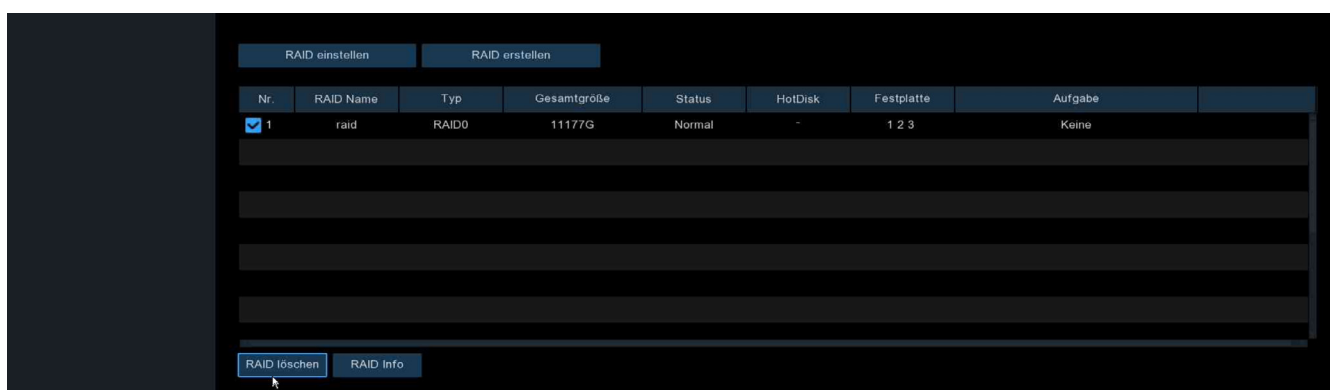 RAID einstellen RAID erstellen
Nr. RAID Name Typ Gesamtgröße Status HotDisk Festplatte Aufgabe
1 raid RAID0 11177G Normal - 1 2 3 Keine
RAID löschen RAID Info